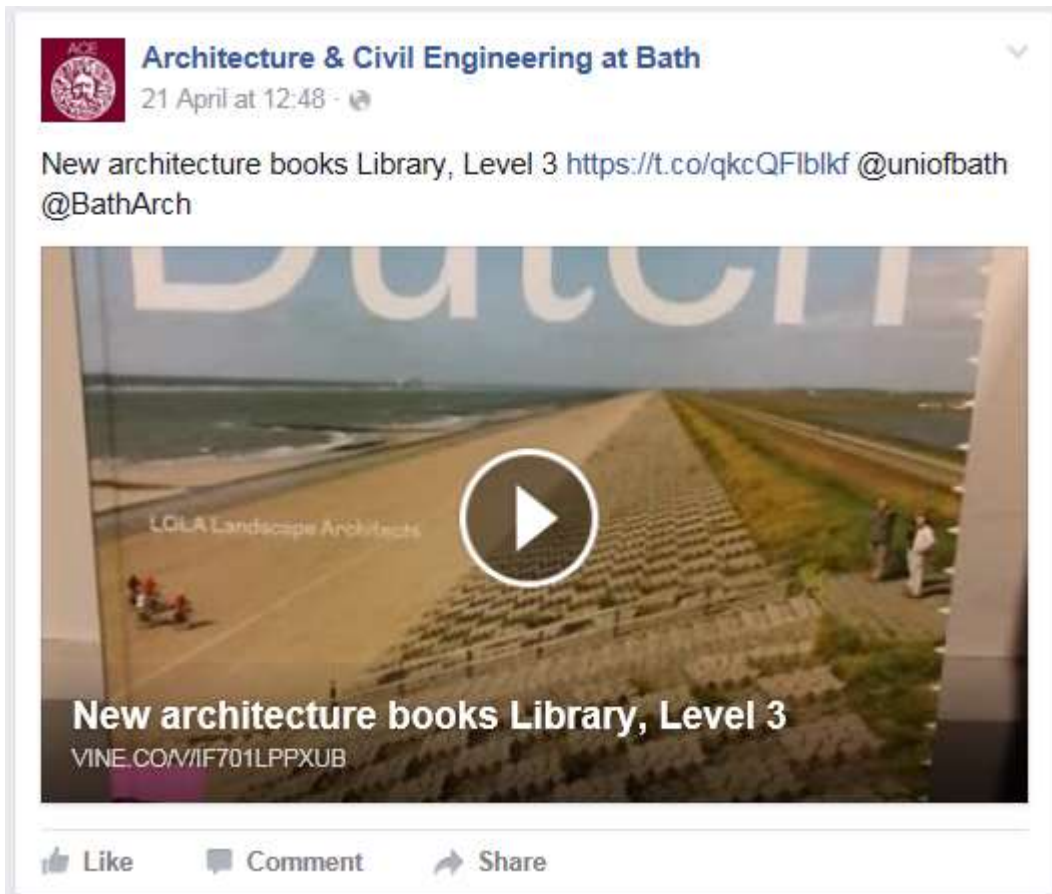 ACE
Architecture & Civil Engineering at Bath
21 April at 12:48 ·
New architecture books Library, Level 3 https://t.co/qkcQFlblkf @uniofbath
@BathArch
Dutch
LOLA Landscape Architects
New architecture books Library, Level 3
VINE.CO/V/IF701LPPXUB
Like
Comment
Share